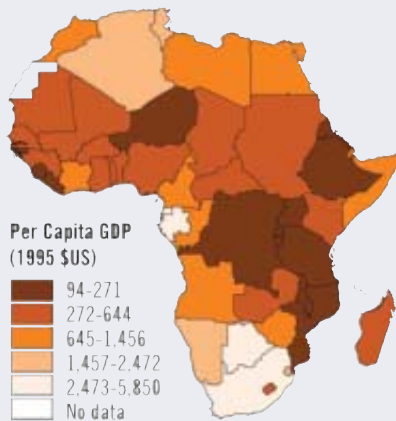 Per Capita GDP
(1995 $US)
94-271
272-644
645-1,456
1,457-2,472
2,473-5,850
No data